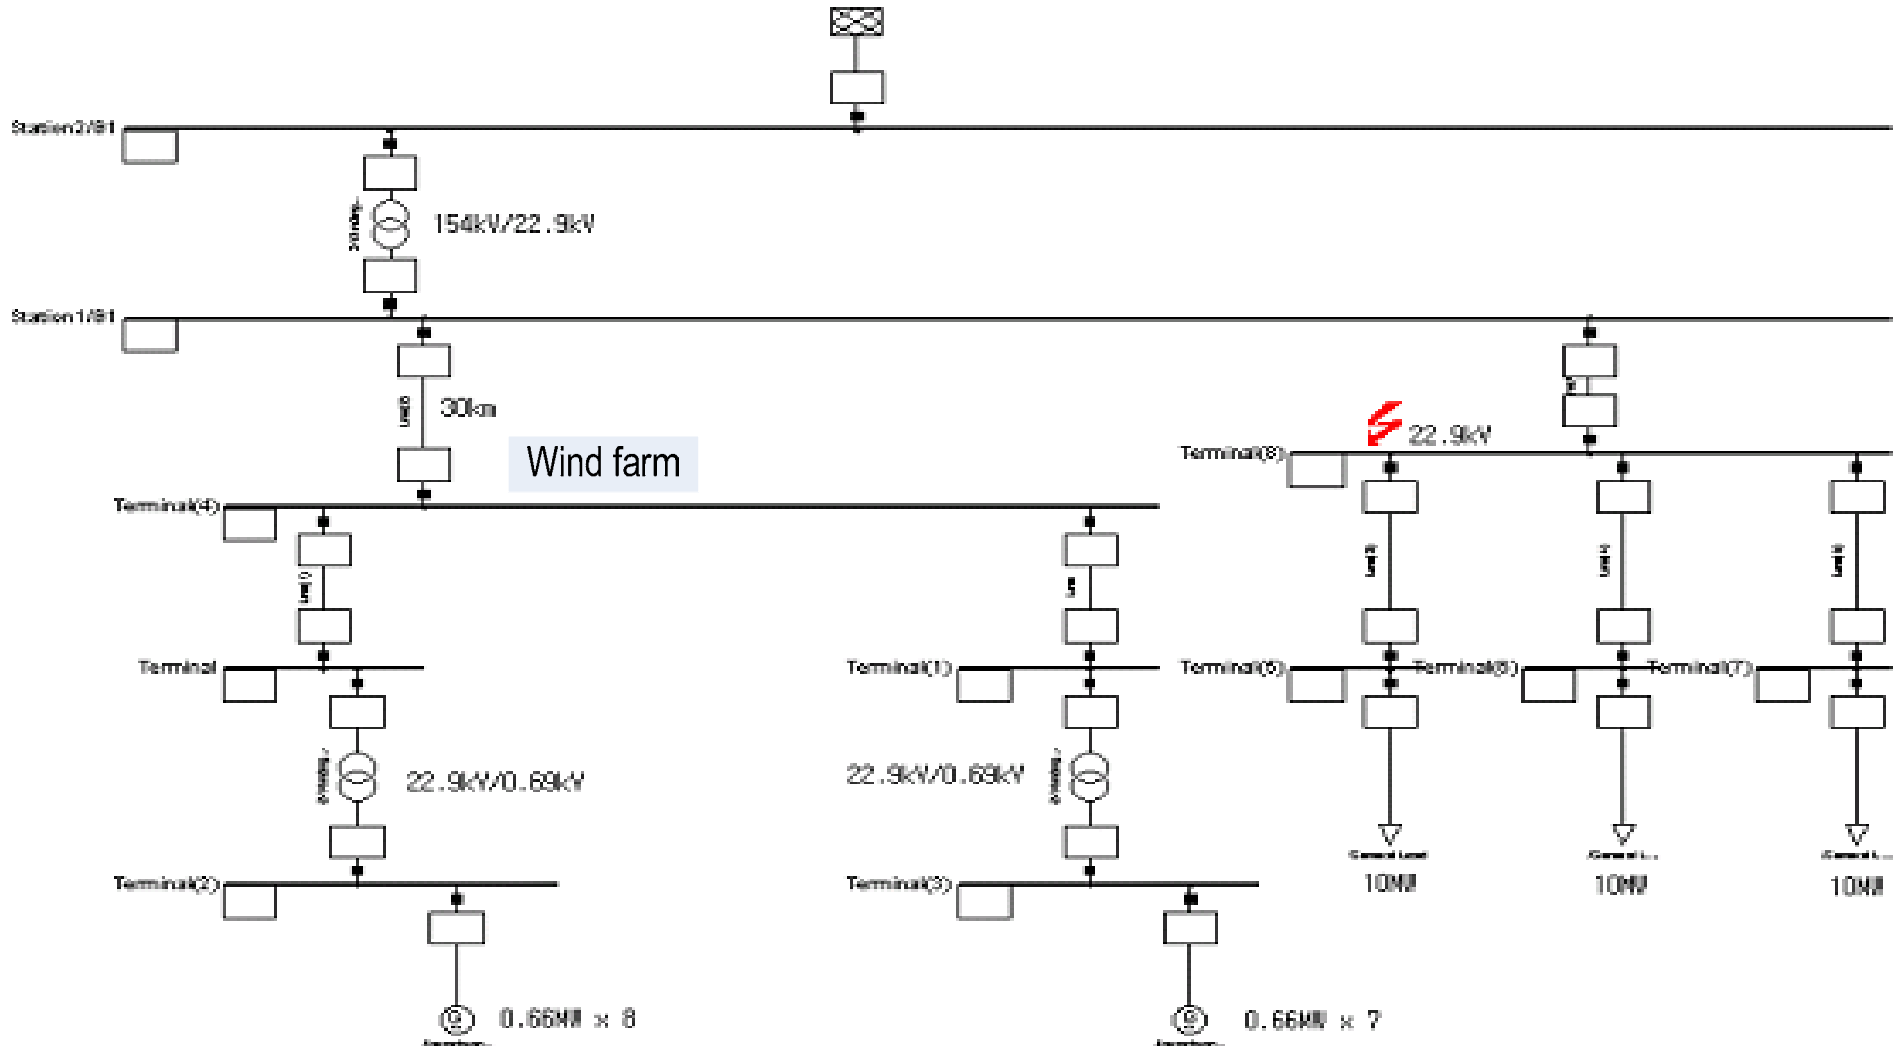 Station2/B1
154kV/22.9kV
Station1/B1
30km
Wind farm
22.9kV
Terminal(8)
Terminal(4)
Terminal
Terminal(1)
Terminal(5)
Terminal(6)
Terminal(7)
22.9kV/0.69kV
22.9kV/0.69kV
General Load
10MW
10MW
10MW
Terminal(2)
Terminal(3)
0.66MW x 8
0.66MW x 7